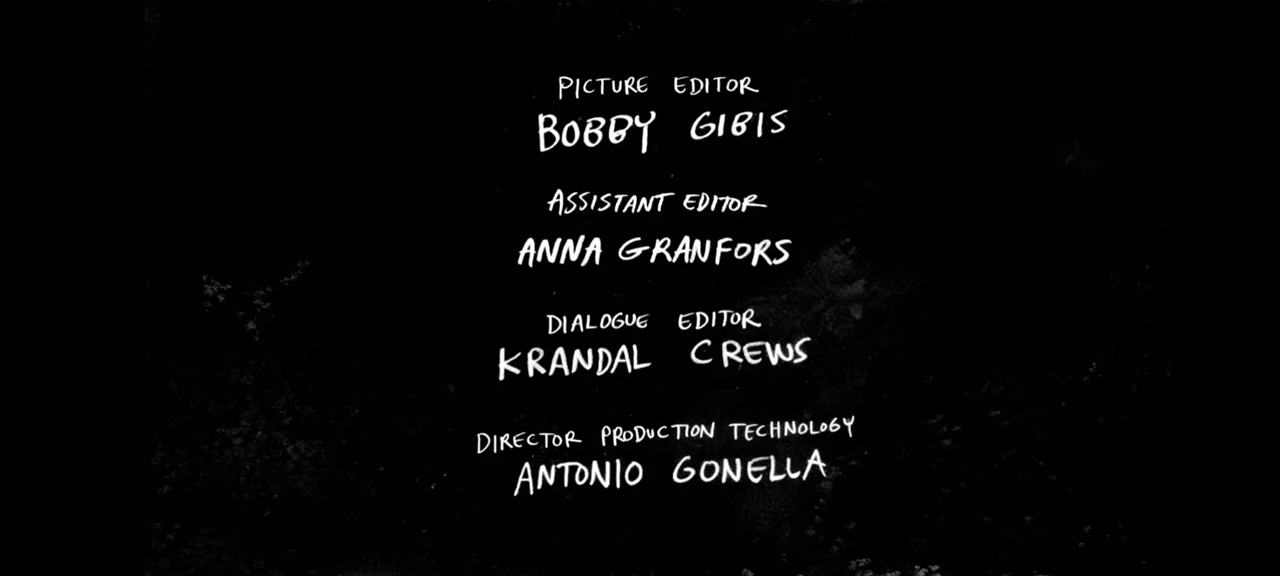 PICTURE EDITOR
BOBBY GIBIS
ASSISTANT EDITOR
ANNA GRANFORS
DIALOGUE EDITOR
KRANDAL CREWS
DIRECTOR PRODUCTION TECHNOLOGY
ANTONIO GONELLA